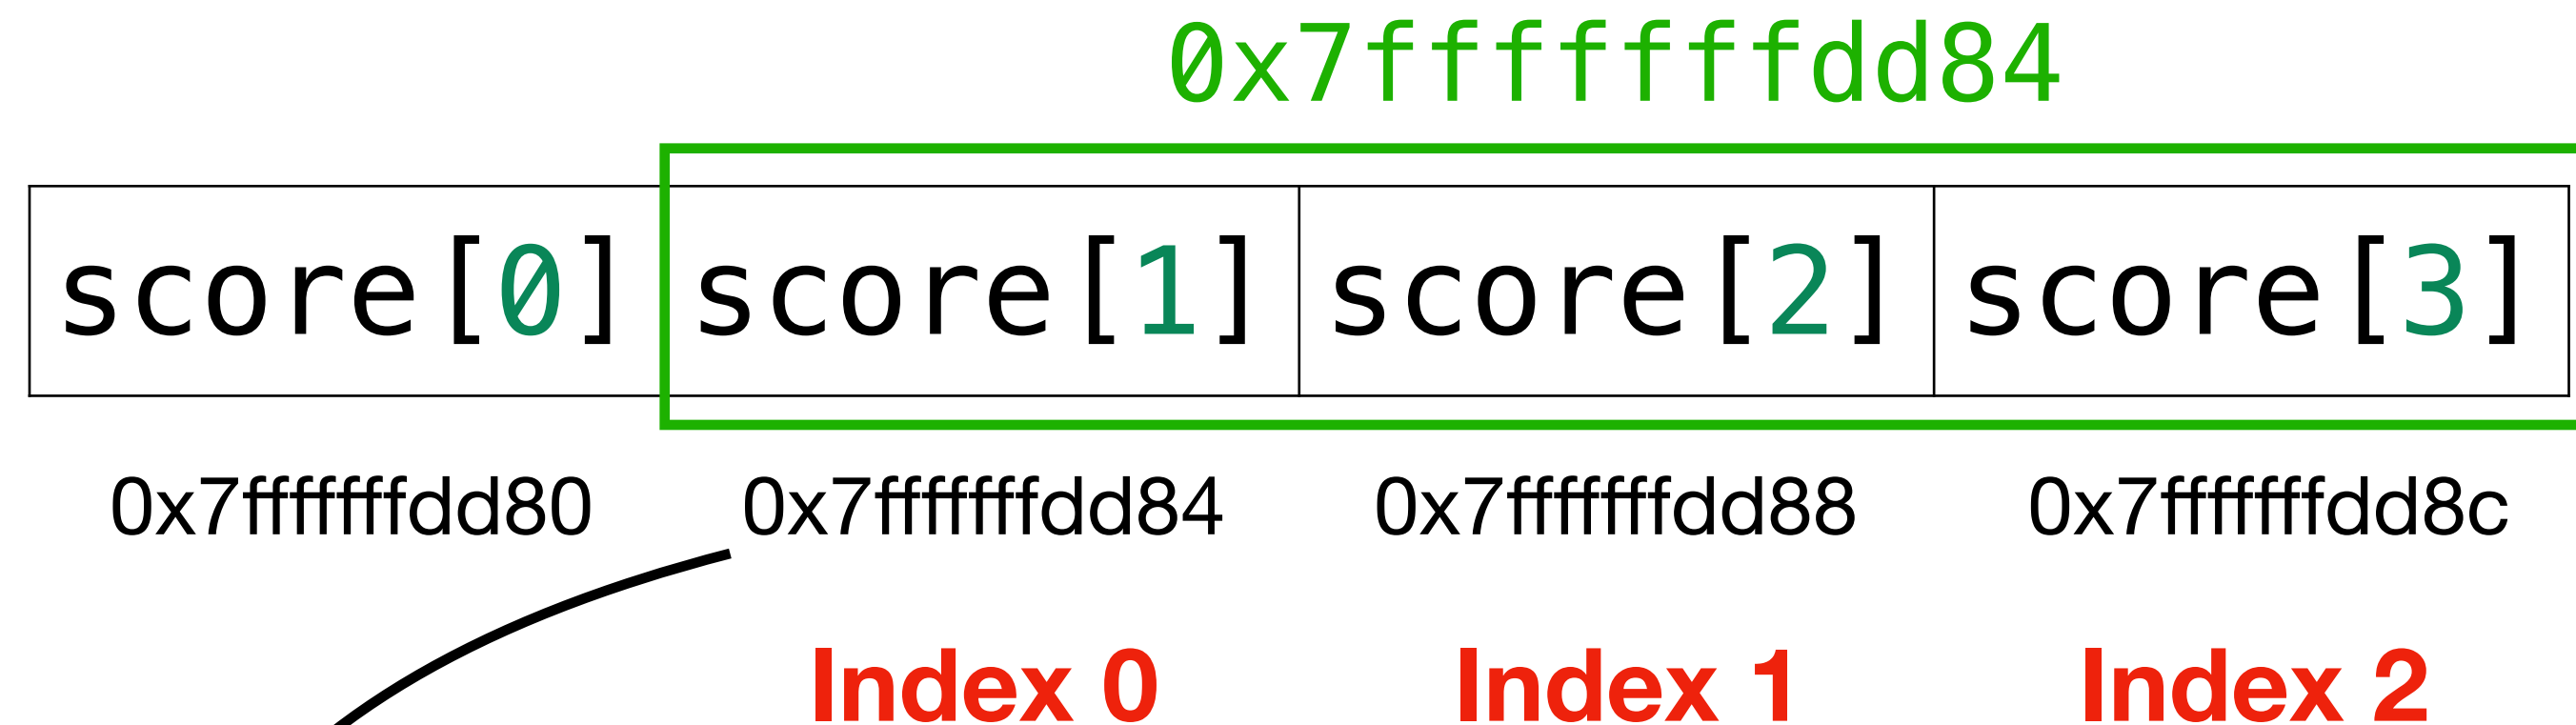 0x7fffffffdd84
score[0] score[1] score[2] score[3]
0x7fffffffdd80 0x7fffffffdd84 0x7fffffffdd88 0x7fffffffdd8c
Index 0 Index 1 Index 2